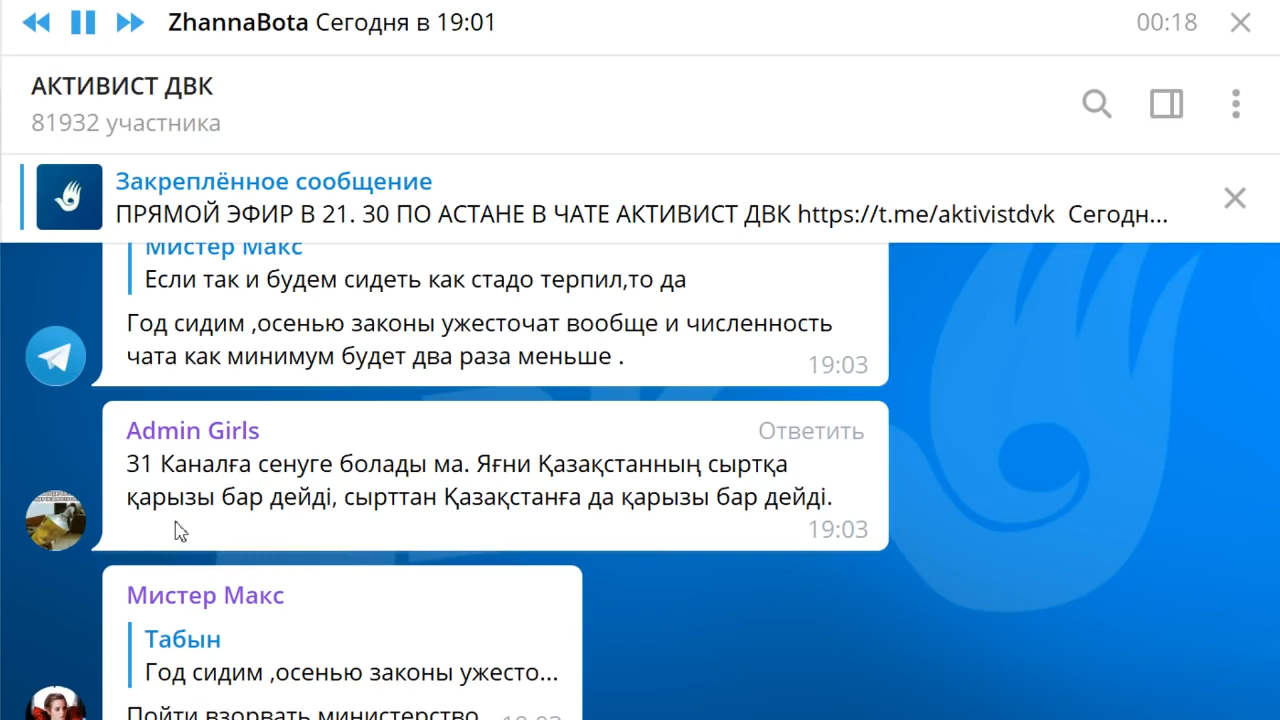 ZhannaBota Сегодня в 19:01
00:18
АКТИВИСТ ДВК
81932 участника
Закреплённое сообщение
ПРЯМОЙ ЭФИР В 21. 30 ПО АСТАНЕ В ЧАТЕ АКТИВИСТ ДВК https://t.me/aktivistdvk Сегодн...
Мистер Макс
Если так и будем сидеть как стадо терпил,то да
Год сидим ,осенью законы ужесточат вообще и численность
чата как минимум будет два раза меньше .
19:03
Admin Girls
Ответить
31 Каналға сенуге болады ма. Яғни Қазақстанның сыртқа
қарызы бар дейді, сырттан Қазақстанға да қарызы бар дейді.
19:03
Мистер Макс
Табын
Год сидим ,осенью законы ужесто...
Пойти взорвать министерство
19:03